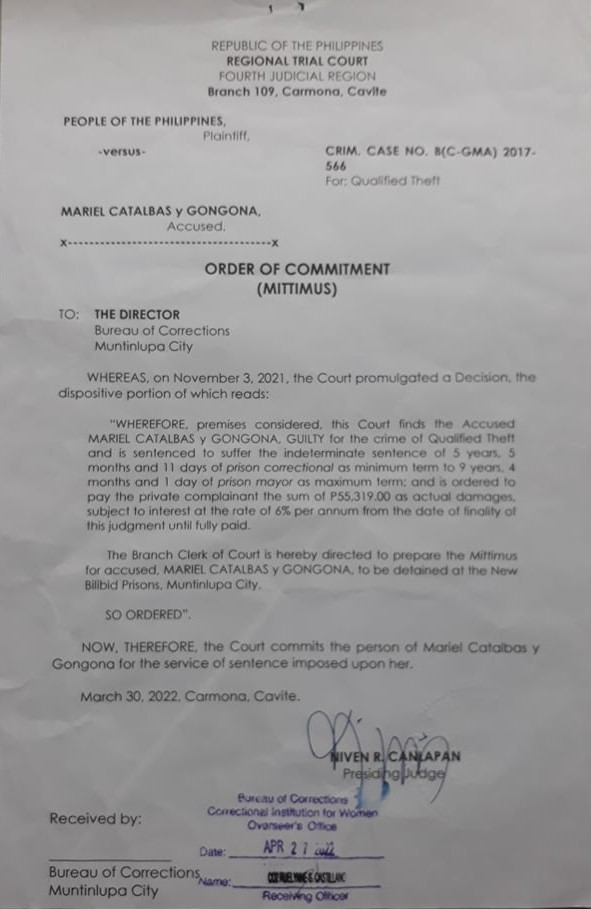 REPUBLIC OF THE PHILIPPINES
REGIONAL TRIAL COURT
FOURTH JUDICIAL REGION
Branch 109, Carmona, Cavite
PEOPLE OF THE PHILIPPINES,
Plaintiff,
-versus-
CRIM. CASE NO. B(C-GMA) 2017-
566
For: Qualified Theft
MARIEL CATALBAS y GONGONA,
Accused.
x-----------------------------------x
ORDER OF COMMITMENT
(MITTIMUS)
TO: THE DIRECTOR
Bureau of Corrections
Muntinlupa City
WHEREAS, on November 3, 2021, the Court promulgated a Decision, the
dispositive portion of which reads:
"WHEREFORE, premises considered, this Court finds the Accused
MARIEL CATALBAS y GONGONA, GUILTY for the crime of Qualified Theft
and is sentenced to suffer the indeterminate sentence of 5 years, 5
months and 11 days of prison correctional as minimum term to 9 years, 4
months and 1 day of prison mayor as maximum term; and is ordered to
pay the private complainant the sum of P55,319.00 as actual damages,
subject to interest at the rate of 6% per annum from the date of finality of
this judgment until fully paid.
The Branch Clerk of Court is hereby directed to prepare the Mittimus
for accused, MARIEL CATALBAS y GONGONA, to be detained at the New
Bilibid Prisons, Muntinlupa City.
SO ORDERED".
NOW, THEREFORE, the Court commits the person of Mariel Catalbas y
Gongona for the service of sentence imposed upon her.
March 30, 2022, Carmona, Cavite.
NIVEN R. CANLAPAN
Presiding Judge
Received by:
Bureau of Corrections
Muntinlupa City
Bureau of Corrections
Correctional Institution for Women
Overseer's Office
Date: APR 27 2022
Name:
Receiving Officer